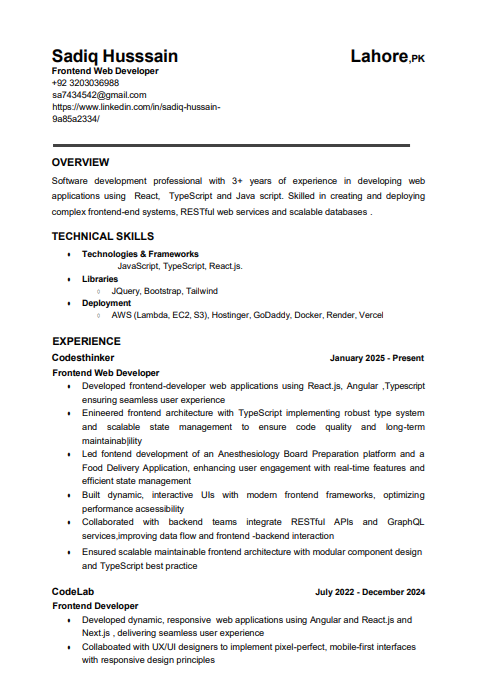 Sadiq Husssain Lahore,PK
Frontend Web Developer
+92 3203036988
sa7434542@gmail.com
https://www.linkedin.com/in/sadiq-hussain-
9a85a2334/
OVERVIEW
Software development professional with 3+ years of experience in developing web
applications using React, TypeScript and Java script. Skilled in creating and deploying
complex frontend-end systems, RESTful web services and scalable databases .
TECHNICAL SKILLS
• Technologies & Frameworks
JavaScript, TypeScript, React.js.
• Libraries
○ JQuery, Bootstrap, Tailwind
• Deployment
○ AWS (Lambda, EC2, S3), Hostinger, GoDaddy, Docker, Render, Vercel
EXPERIENCE
Codesthinker January 2025 - Present
Frontend Web Developer
• Developed frontend-developer web applications using React.js, Angular ,Typescript
ensuring seamless user experience
• Enineered frontend architecture with TypeScript implementing robust type system
and scalable state management to ensure code quality and long-term
maintainab|ility
• Led fontend development of an Anesthesiology Board Preparation platform and a
Food Delivery Application, enhancing user engagement with real-time features and
efficient state management
• Built dynamic, interactive UIs with modern frontend frameworks, optimizing
performance acsessibility
• Collaborated with backend teams integrate RESTful APIs and GraphQL
services,improving data flow and frontend -backend interaction
• Ensured scalable maintainable frontend architecture with modular component design
and TypeScript best practice
CodeLab July 2022 - December 2024
Frontend Developer
• Developed dynamic, responsive web applications using Angular and React.js and
Next.js , delivering seamless user experience
• Collaboated with UX/UI designers to implement pixel-perfect, mobile-first interfaces
with responsive design principles